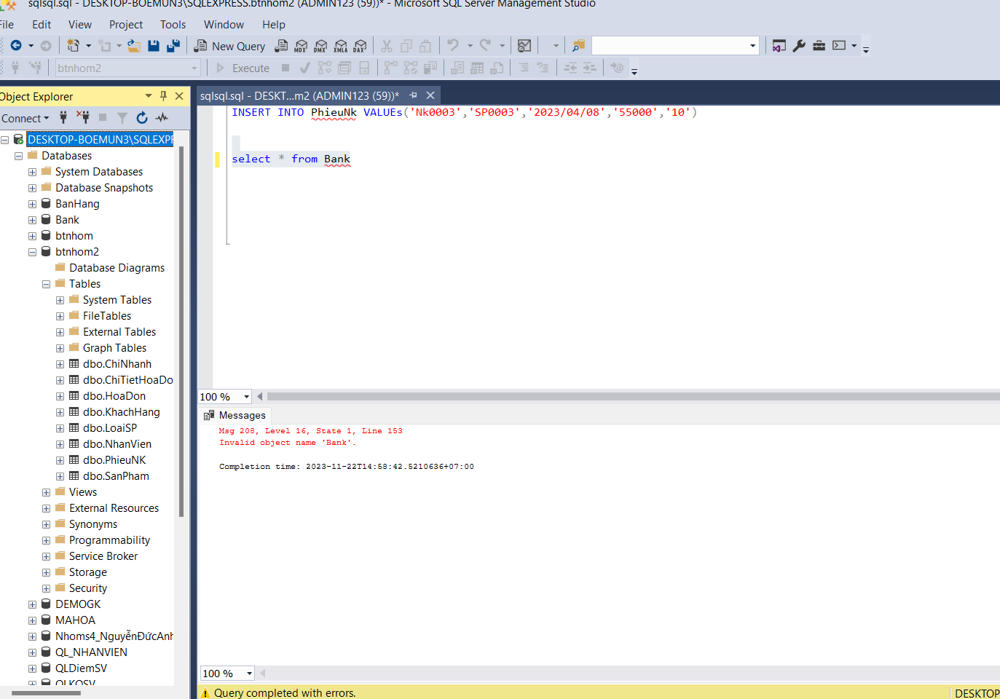 sqlsql.sql - DESKTOP-BOEMUN3\SQLEXPRESS.btnhom2 (ADMIN123 (59))* - Microsoft SQL Server Management Studio
File Edit View Project Tools Window Help
New Query MDX DMX XMLA DAX
btnhom2 Execute
Object Explorer
sqlsql.sql - DESKT...m2 (ADMIN123 (59))*
Connect
INSERT INTO PhieuNk VALUEs('Nk0003','SP0003','2023/04/08','55000','10')
select * from Bank
DESKTOP-BOEMUN3\SQLEXPR
Databases
System Databases
Database Snapshots
BanHang
Bank
btnhom
btnhom2
Database Diagrams
Tables
System Tables
FileTables
External Tables
Graph Tables
dbo.ChiNhanh
dbo.ChiTietHoaDo
dbo.HoaDon
dbo.KhachHang
dbo.LoaiSP
dbo.NhanVien
dbo.PhieuNK
dbo.SanPham
Views
External Resources
Synonyms
Programmability
Service Broker
Storage
Security
DEMOGK
MAHOA
Nhoms4_NguyễnĐứcAnh
QL_NHANVIEN
QLDiemSV
QLKOSV
100 %
Messages
Msg 208, Level 16, State 1, Line 153
Invalid object name 'Bank'.
Completion time: 2023-11-22T14:58:42.5210636+07:00
100 %
Query completed with errors.
DESKTOP